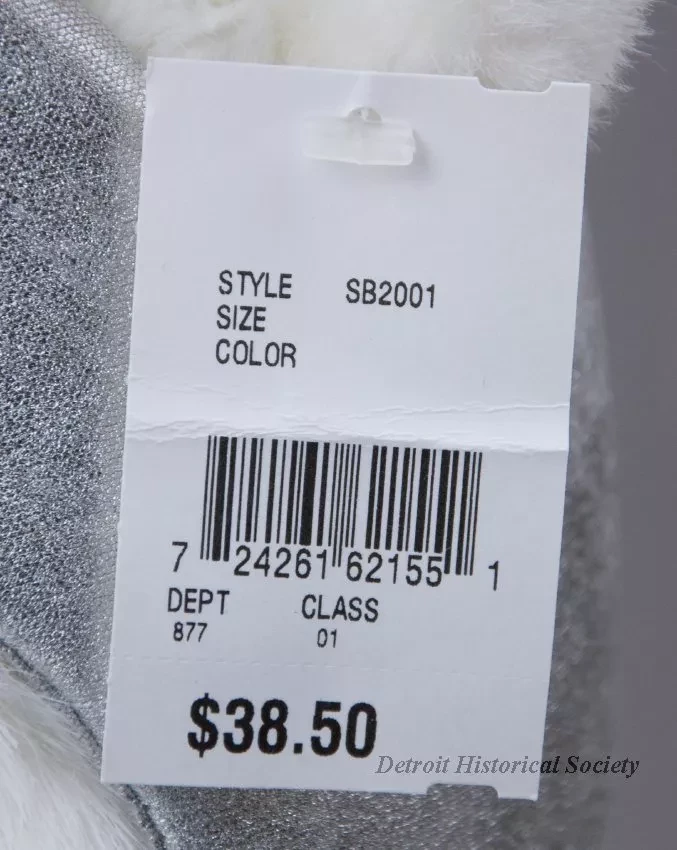 STYLE SB2001
SIZE
COLOR
7 24261 62155 1
DEPT CLASS
877 01
$38.50
Detroit Historical Society